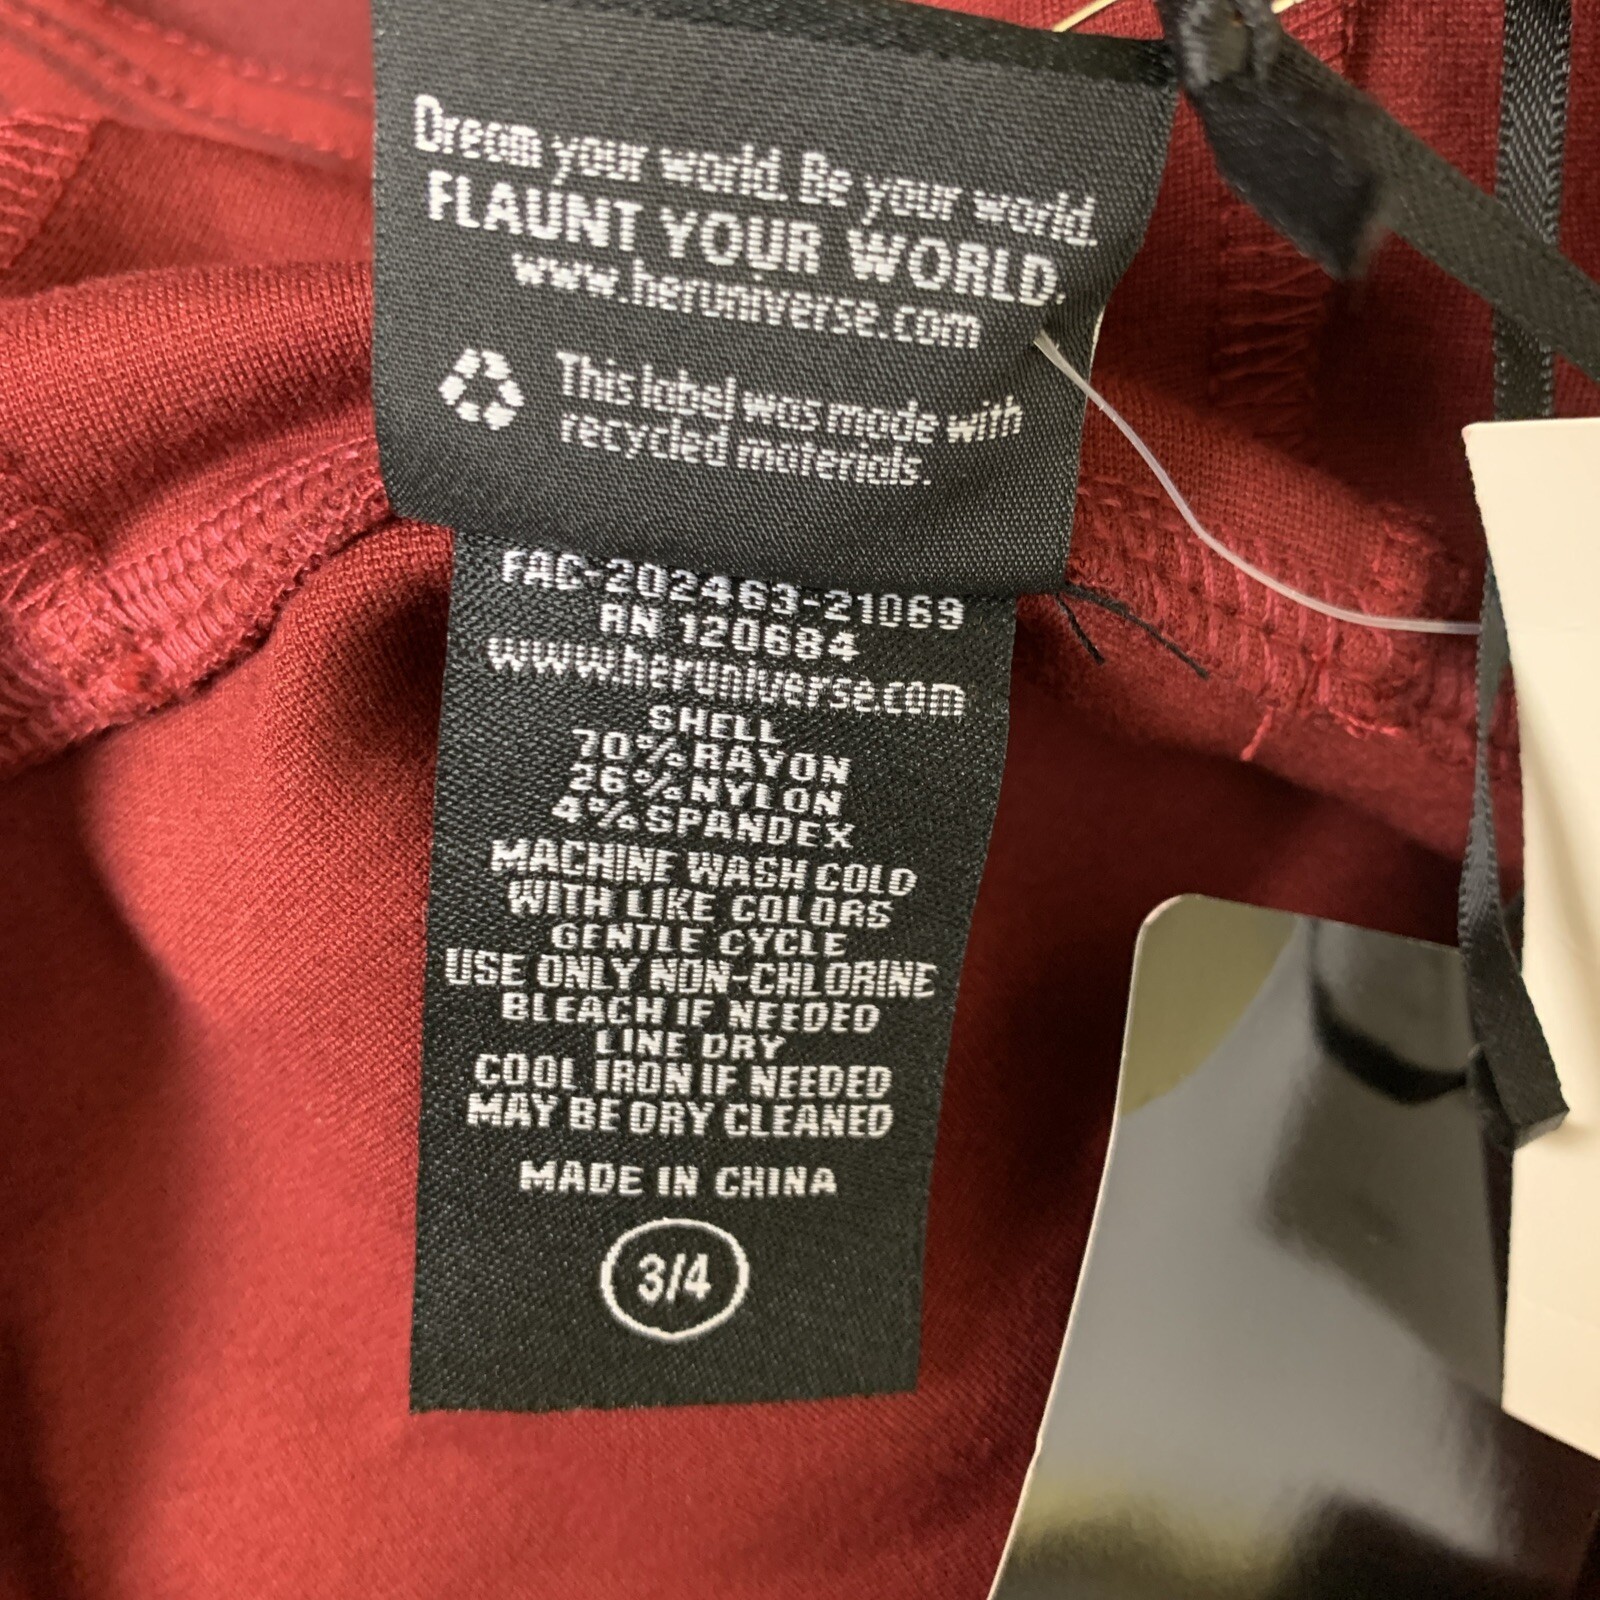 Dream your world. Be your world.
FLAUNT YOUR WORLD.
www.heruniverse.com
This label was made with
recycled materials.
FAC-202463-21069
RN 120684
www.heruniverse.com
SHELL
70% RAYON
26% NYLON
4% SPANDEX
MACHINE WASH COLD
WITH LIKE COLORS
GENTLE CYCLE
USE ONLY NON-CHLORINE
BLEACH IF NEEDED
LINE DRY
COOL IRON IF NEEDED
MAY BE DRY CLEANED
MADE IN CHINA
3/4